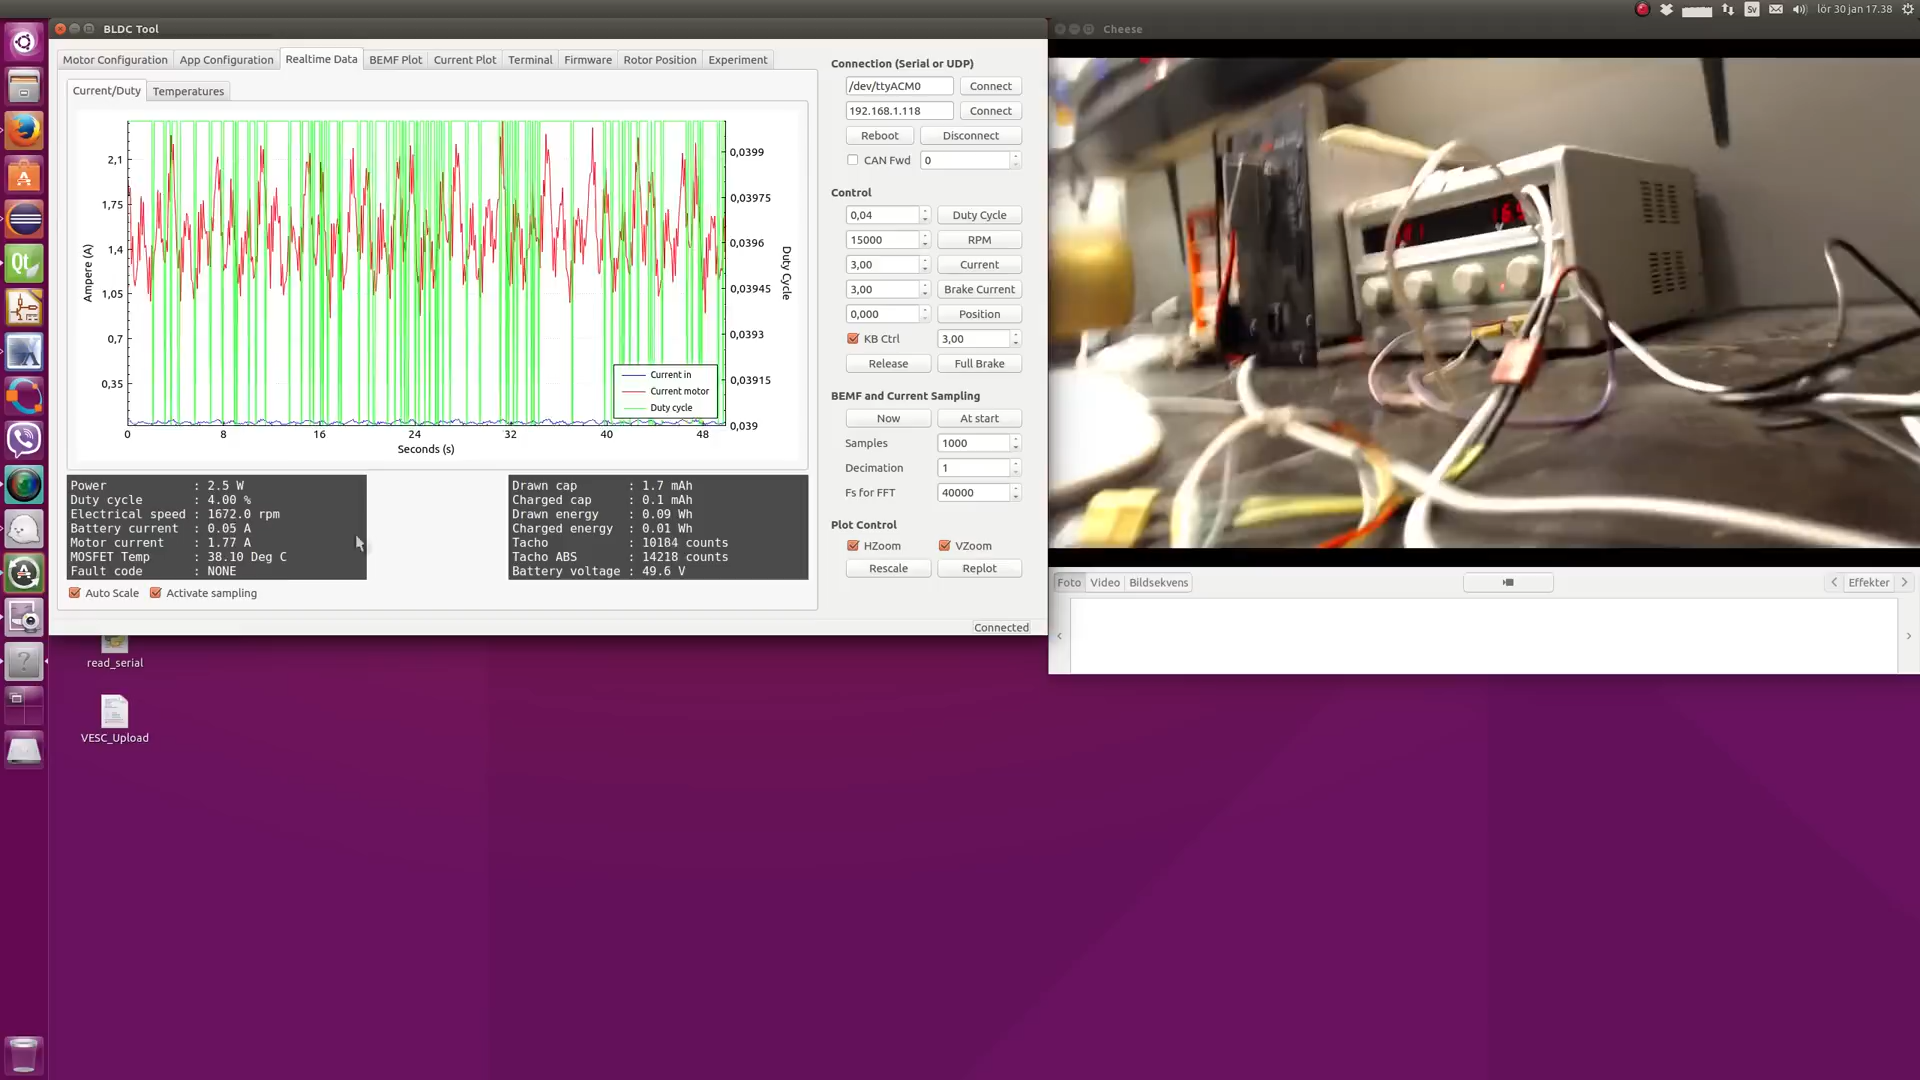 lör 30 jan 17.38
BLDC Tool
Cheese
Motor Configuration
App Configuration
Realtime Data
BEMF Plot
Current Plot
Terminal
Firmware
Rotor Position
Experiment
Current/Duty
Temperatures
Ampere (A)
2,1
1,75
1,4
1,05
0,7
0,35
0
8
16
24
32
40
48
Seconds (s)
0,0399
0,03975
0,0396
0,03945
0,0393
0,03915
0,039
Duty Cycle
Current in
Current motor
Duty cycle
Power : 2.5 W
Duty cycle : 4.00 %
Electrical speed : 1672.0 rpm
Battery current : 0.05 A
Motor current : 1.77 A
MOSFET Temp : 38.10 Deg C
Fault code : NONE
Drawn cap : 1.7 mAh
Charged cap : 0.1 mAh
Drawn energy : 0.09 Wh
Charged energy : 0.01 Wh
Tacho : 10184 counts
Tacho ABS : 14218 counts
Battery voltage : 49.6 V
Auto Scale
Activate sampling
Connection (Serial or UDP)
/dev/ttyACM0 Connect
192.168.1.118 Connect
Reboot Disconnect
CAN Fwd 0
Control
0,04 Duty Cycle
15000 RPM
3,00 Current
3,00 Brake Current
0,000 Position
KB Ctrl 3,00
Release Full Brake
BEMF and Current Sampling
Now At start
Samples 1000
Decimation 1
Fs for FFT 40000
Plot Control
HZoom VZoom
Rescale Replot
Connected
Foto
Video
Bildsekvens
Effekter
read_serial
VESC_Upload
Qt
Sv